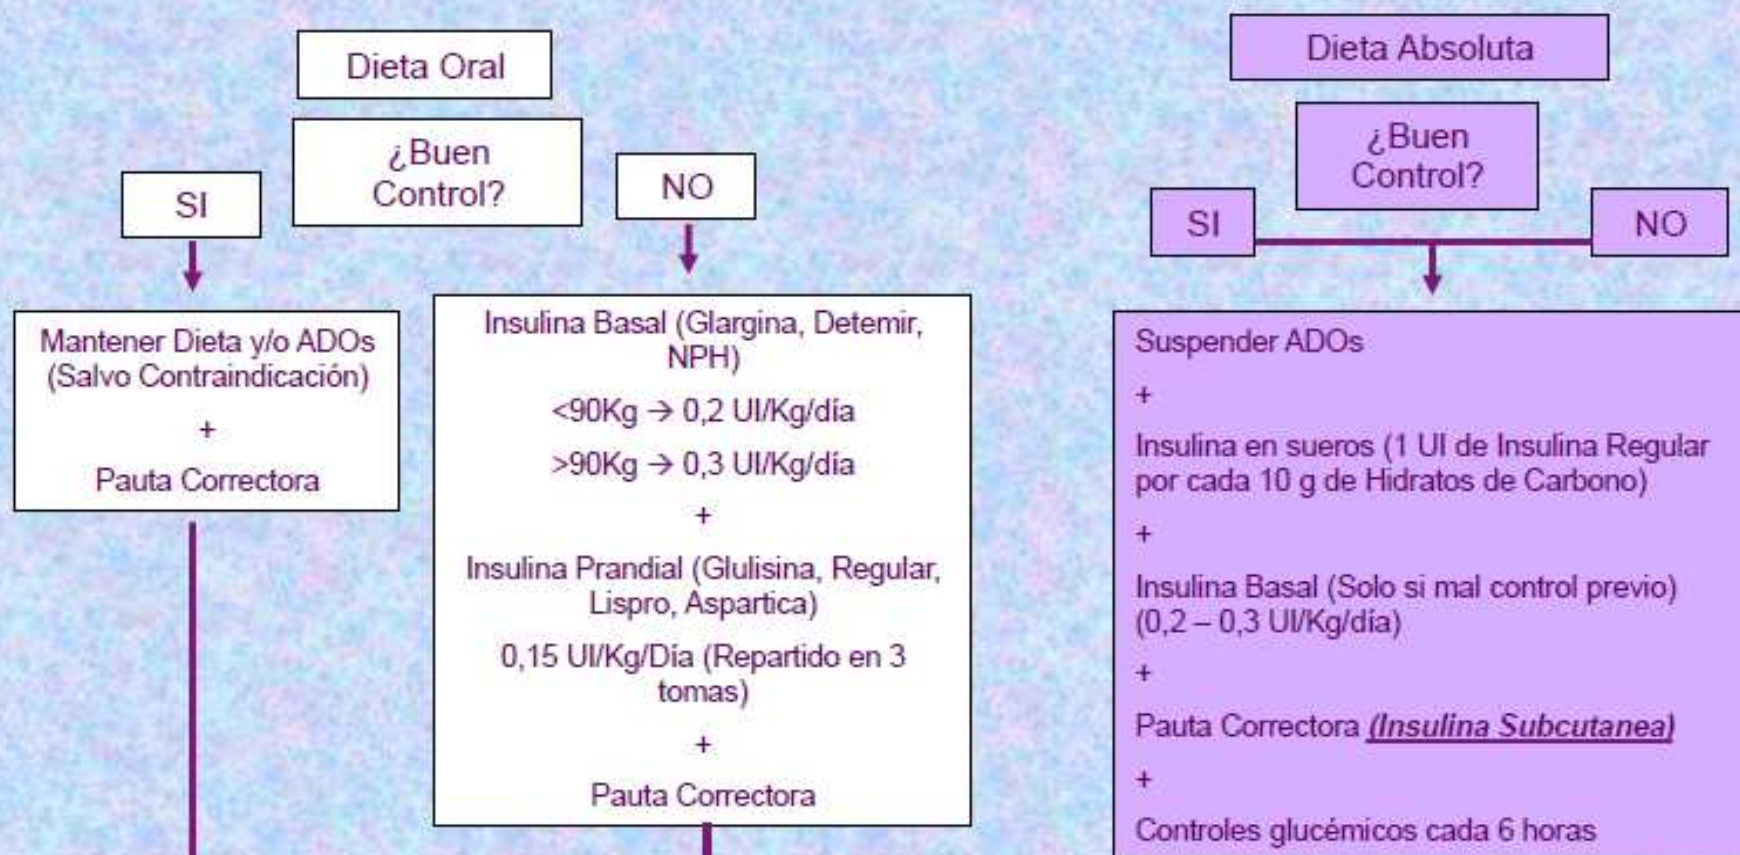 Dieta Oral
¿Buen
Control?
SI
NO
Mantener Dieta y/o ADOs
(Salvo Contraindicación)
+
Pauta Correctora
Insulina Basal (Glargina, Detemir,
NPH)
<90Kg → 0,2 UI/Kg/día
>90Kg → 0,3 UI/Kg/día
+
Insulina Prandial (Glulisina, Regular,
Lispro, Aspartica)
0,15 UI/Kg/Día (Repartido en 3
tomas)
+
Pauta Correctora
Dieta Absoluta
¿Buen
Control?
SI
NO
Suspender ADOs
+
Insulina en sueros (1 UI de Insulina Regular
por cada 10 g de Hidratos de Carbono)
+
Insulina Basal (Solo si mal control previo)
(0,2 – 0,3 UI/Kg/día)
+
Pauta Correctora (Insulina Subcutanea)
+
Controles glucémicos cada 6 horas